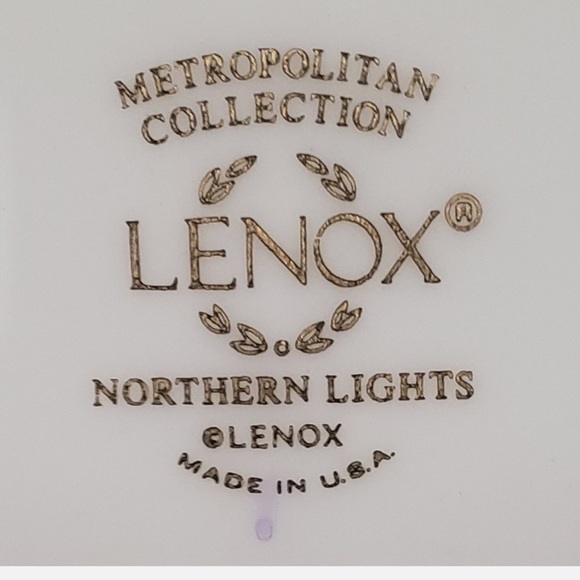 METROPOLITAN
COLLECTION
LENOX®
NORTHERN LIGHTS
©LENOX
MADE IN U.S.A.